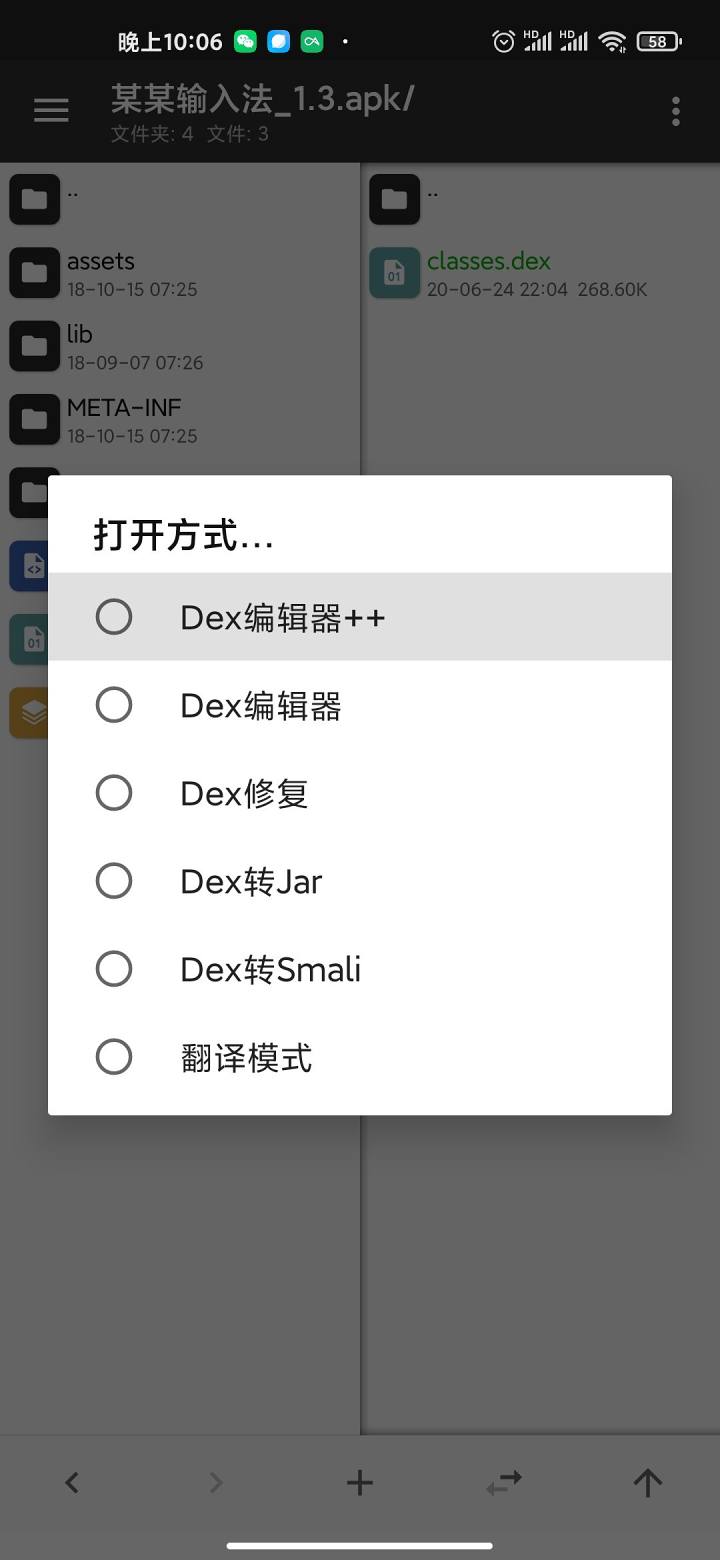 晚上10:06
HD HD 58
某某输入法_1.3.apk/
文件夹: 4 文件: 3
..
assets
18-10-15 07:25
lib
18-09-07 07:26
META-INF
18-10-15 07:25
01
..
01
classes.dex
20-06-24 22:04 268.60K
打开方式...
Dex编辑器++
Dex编辑器
Dex修复
Dex转Jar
Dex转Smali
翻译模式